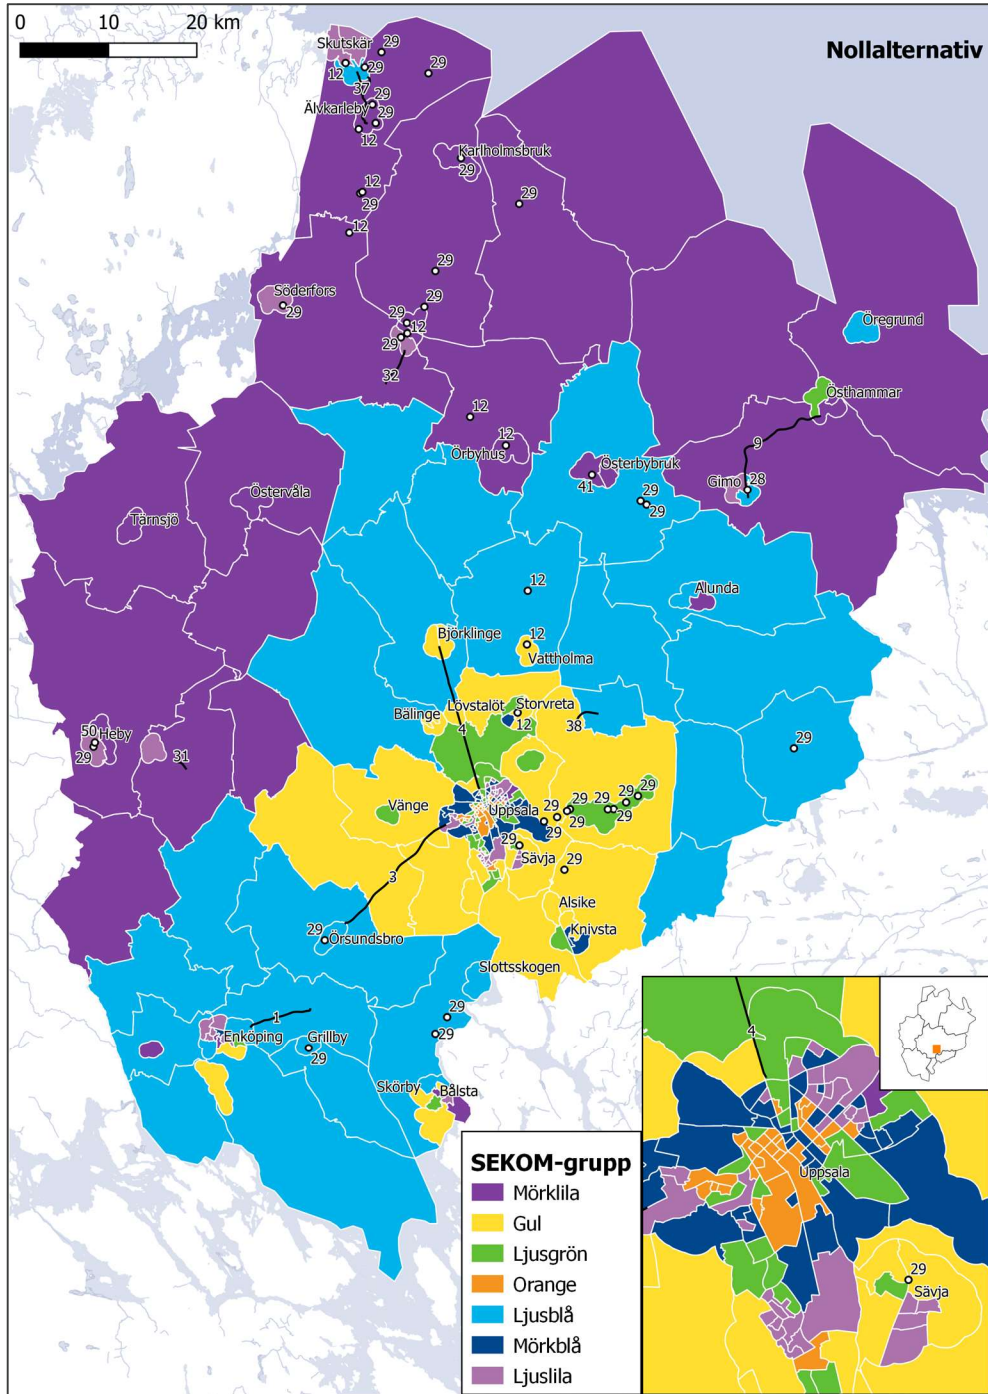 0 10 20 km
Nollalternativ
Skutskär
29
12
29
29
37
29
Älvkarleby
29
12
Karlholmsbruk
29
12
29
29
12
29
Söderfors
29
29
29
12
29
32
Öregrund
Östhammar
12
9
12
Örbyhus
Österbybruk
41
Gimo
28
29
29
Östervåla
Tärnsjö
12
Alunda
Björklinge
12
Vattholma
Lövstalöt
Storvreta
Bälinge
12
38
4
50
Heby
29
31
29
Vänge
Uppsala
29
29
29
29
29
29
29
29
Sävja
29
3
Alsike
Knivsta
29
Örsundsbro
Slottsskogen
29
1
Enköping
Grillby
29
29
Skörby
Bålsta
SEKOM-grupp
Mörklila
Gul
Ljusgrön
Orange
Ljusblå
Mörkblå
Ljuslila
4
Uppsala
29
Sävja